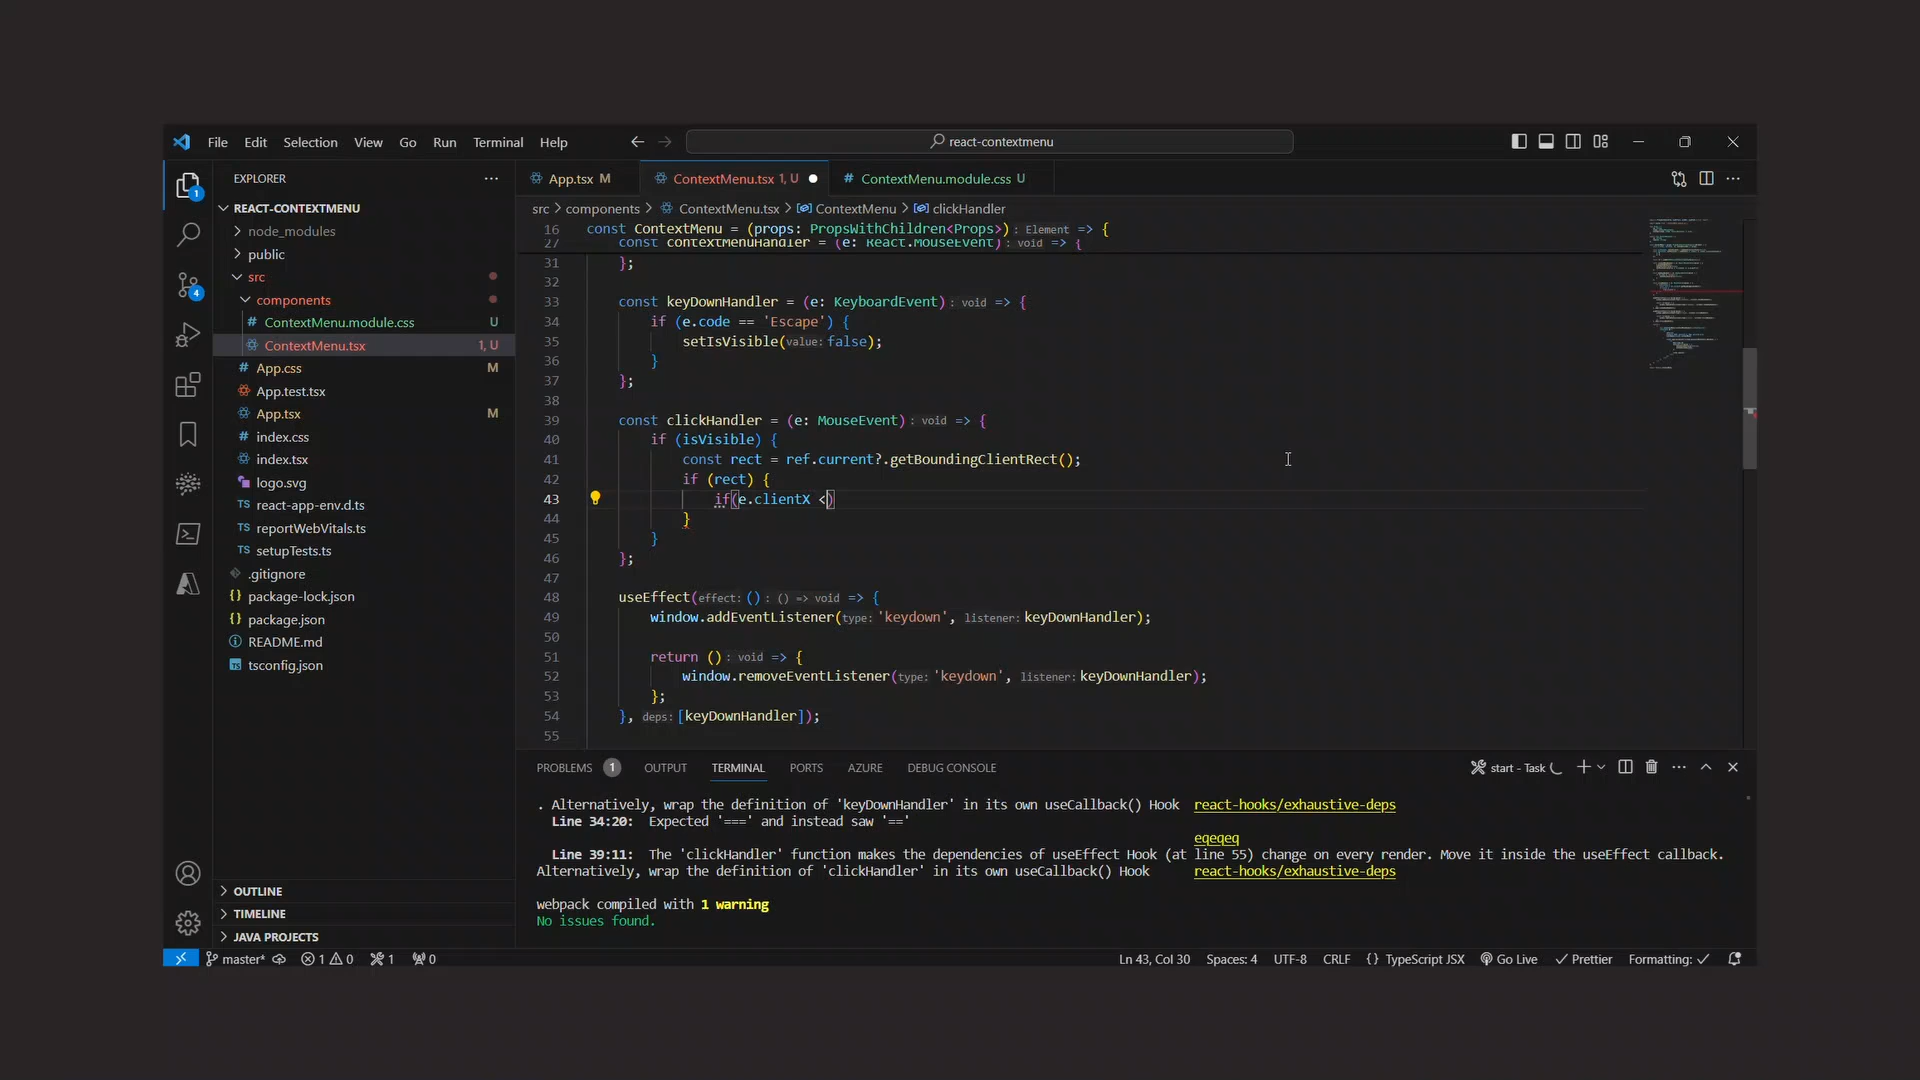 File Edit Selection View Go Run Terminal Help
react-contextmenu
EXPLORER
App.tsx M
ContextMenu.tsx 1, U
# ContextMenu.module.css U
src > components > ContextMenu.tsx > ContextMenu > clickHandler
1
4
REACT-CONTEXTMENU
node_modules
public
src
components
# ContextMenu.module.css U
ContextMenu.tsx 1, U
# App.css M
App.test.tsx
App.tsx M
# index.css
index.tsx
logo.svg
TS react-app-env.d.ts
TS reportWebVitals.ts
TS setupTests.ts
.gitignore
{} package-lock.json
{} package.json
README.md
tsconfig.json
OUTLINE
TIMELINE
JAVA PROJECTS
16 const ContextMenu = (props: PropsWithChildren<Props>) : Element => {
27 const contextMenuHandler = (e: React.MouseEvent) : void => {
31 };
32
33 const keyDownHandler = (e: KeyboardEvent) : void => {
34 if (e.code == 'Escape') {
35 setIsVisible(value: false);
36 }
37 };
38
39 const clickHandler = (e: MouseEvent) : void => {
40 if (isVisible) {
41 const rect = ref.current?.getBoundingClientRect();
42 if (rect) {
43 if(e.clientX <)
44 }
45 }
46 };
47
48 useEffect(effect: () : () => void => {
49 window.addEventListener(type: 'keydown', listener: keyDownHandler);
50
51 return () : void => {
52 window.removeEventListener(type: 'keydown', listener: keyDownHandler);
53 };
54 }, deps: [keyDownHandler]);
55
PROBLEMS 1 OUTPUT TERMINAL PORTS AZURE DEBUG CONSOLE
start - Task
. Alternatively, wrap the definition of 'keyDownHandler' in its own useCallback() Hook react-hooks/exhaustive-deps
Line 34:20: Expected '===' and instead saw '=='
eqeqeq
Line 39:11: The 'clickHandler' function makes the dependencies of useEffect Hook (at line 55) change on every render. Move it inside the useEffect callback.
Alternatively, wrap the definition of 'clickHandler' in its own useCallback() Hook react-hooks/exhaustive-deps
webpack compiled with 1 warning
No issues found.
master* 1 0 1 0
Ln 43, Col 30 Spaces: 4 UTF-8 CRLF {} TypeScript JSX Go Live Prettier Formatting: